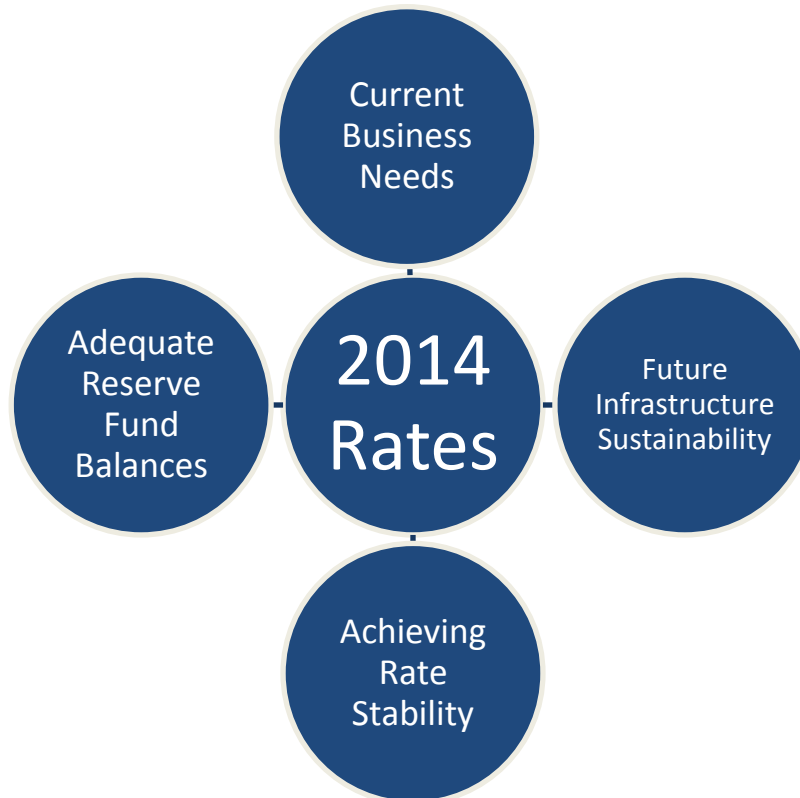 Current
Business
Needs
Adequate
Reserve
Fund
Balances
2014
Rates
Future
Infrastructure
Sustainability
Achieving
Rate
Stability